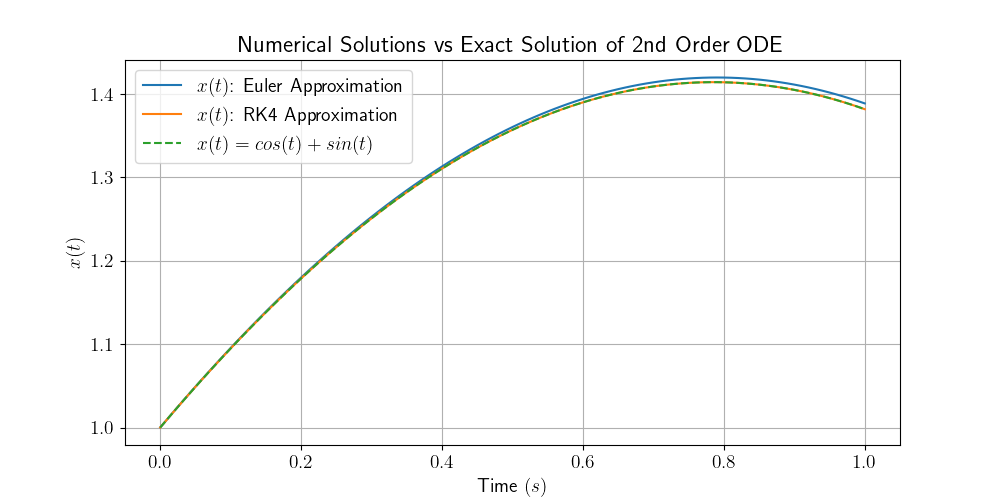 Numerical Solutions vs Exact Solution of 2nd Order ODE
x(t): Euler Approximation
x(t): RK4 Approximation
x(t) = cos(t) + sin(t)
x(t)
1.4
1.3
1.2
1.1
1.0
0.0 0.2 0.4 0.6 0.8 1.0
Time (s)